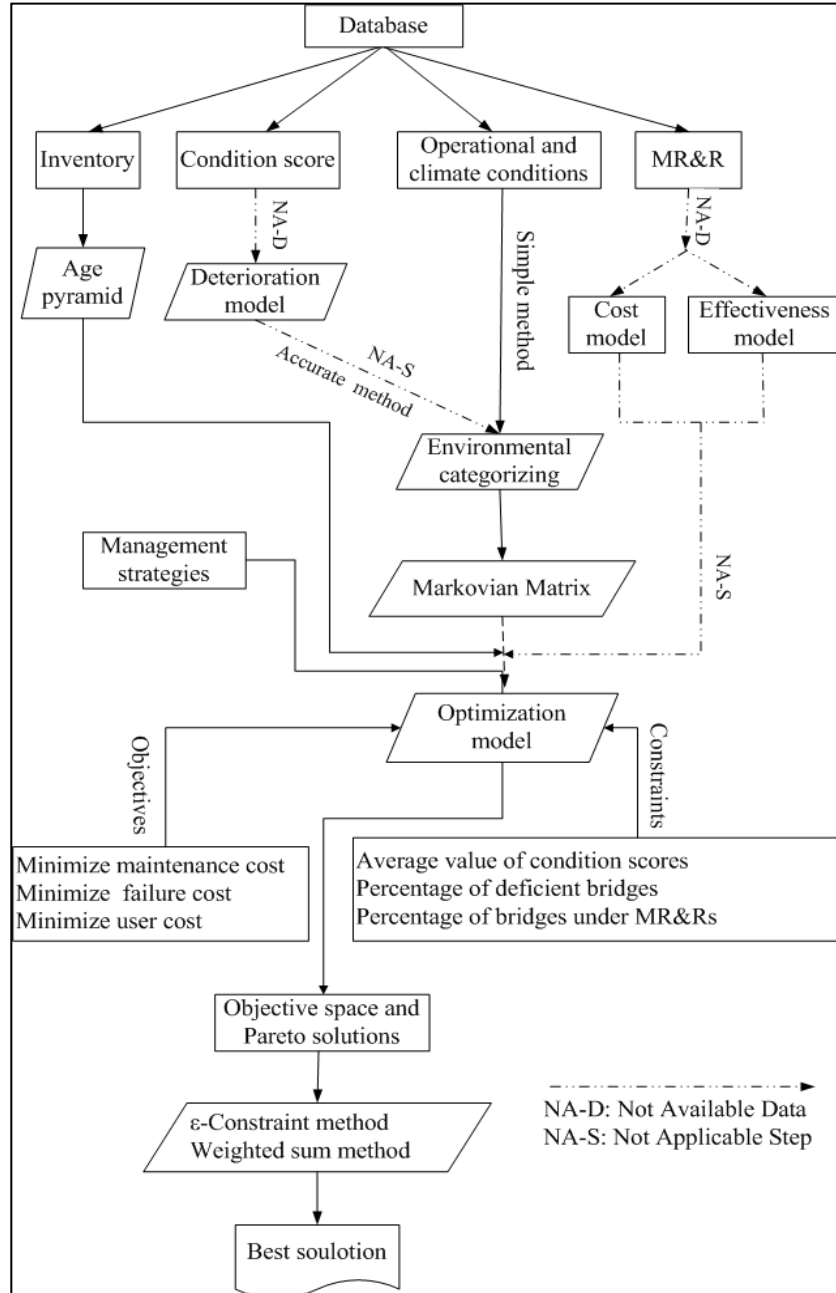 Database
Inventory
Condition score
Operational and
climate conditions
MR&R
NA-D
NA-D
Age
pyramid
Deterioration
model
Simple method
Cost
model
Effectiveness
model
NA-S
Accurate method
Environmental
categorizing
Management
strategies
Markovian Matrix
NA-S
Optimization
model
Objectives
Constraints
Minimize maintenance cost
Minimize failure cost
Minimize user cost
Average value of condition scores
Percentage of deficient bridges
Percentage of bridges under MR&Rs
Objective space and
Pareto solutions
ε-Constraint method
Weighted sum method
NA-D: Not Available Data
NA-S: Not Applicable Step
Best soulotion